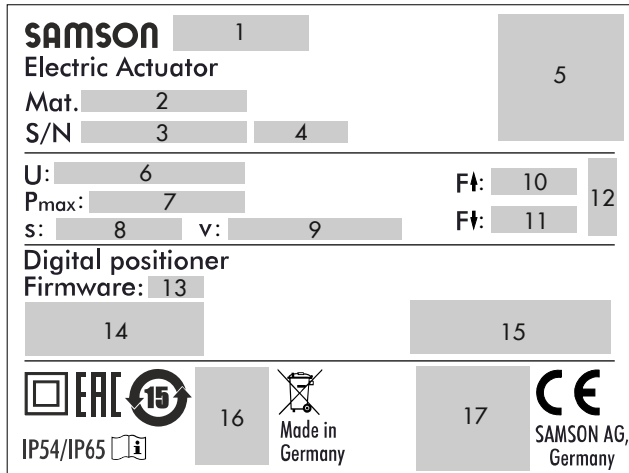 SAMSON 1
Electric Actuator
5
Mat. 2
S/N 3 4
U: 6
Pmax: 7
s: 8 v: 9
F⬆: 10
F⬇: 11
12
Digital positioner
Firmware: 13
14 15
EAC 15 16 17 CE
IP54/IP65 i
Made in
Germany
SAMSON AG,
Germany